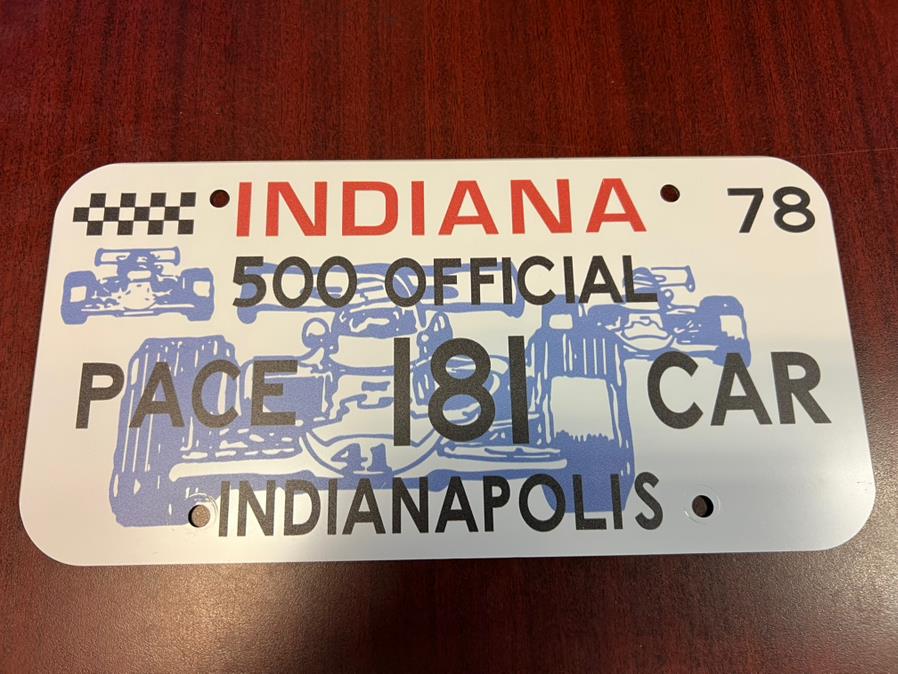 INDIANA 78
500 OFFICIAL
PACE 181 CAR
41
INDIANAPOLIS